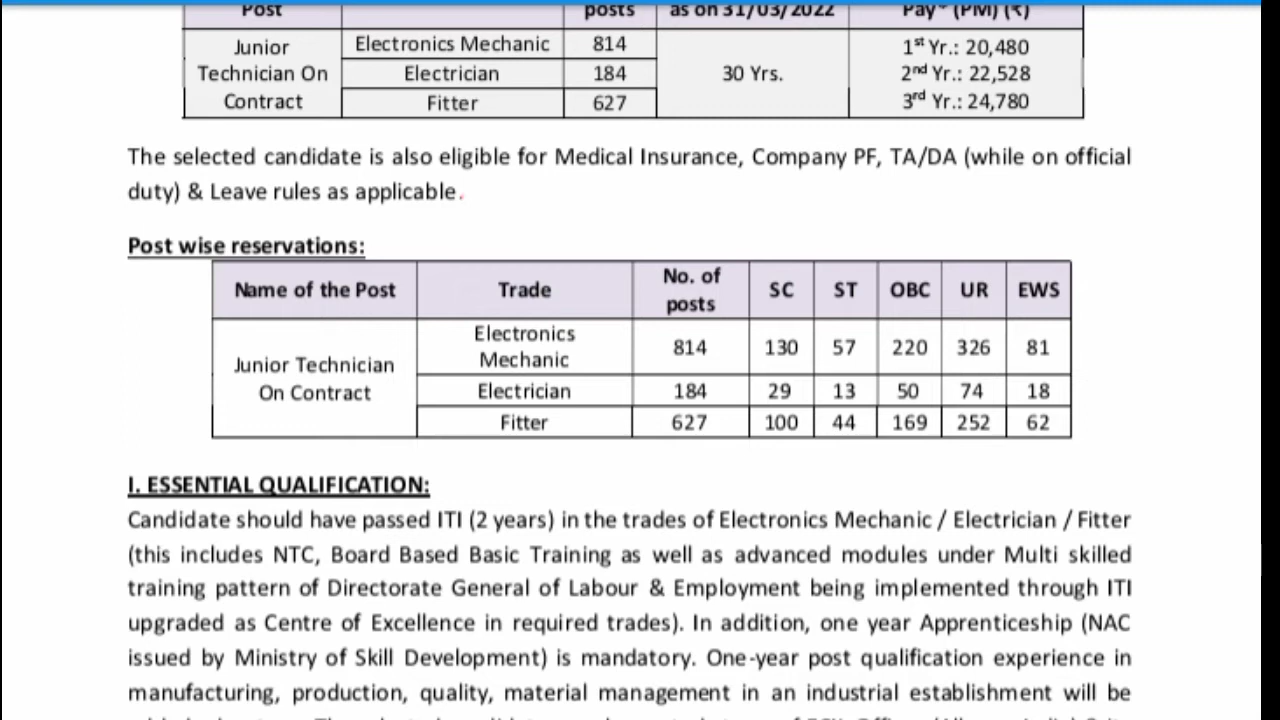 Post posts as on 31/03/2022 Pay* (PM) (₹)
Junior Technician On Contract
Electronics Mechanic 814
Electrician 184
Fitter 627
30 Yrs.
1st Yr.: 20,480
2nd Yr.: 22,528
3rd Yr.: 24,780
The selected candidate is also eligible for Medical Insurance, Company PF, TA/DA (while on official
duty) & Leave rules as applicable.
Post wise reservations:
Name of the Post Trade No. of posts SC ST OBC UR EWS
Junior Technician On Contract
Electronics Mechanic 814 130 57 220 326 81
Electrician 184 29 13 50 74 18
Fitter 627 100 44 169 252 62
I. ESSENTIAL QUALIFICATION:
Candidate should have passed ITI (2 years) in the trades of Electronics Mechanic / Electrician / Fitter
(this includes NTC, Board Based Basic Training as well as advanced modules under Multi skilled
training pattern of Directorate General of Labour & Employment being implemented through ITI
upgraded as Centre of Excellence in required trades). In addition, one year Apprenticeship (NAC
issued by Ministry of Skill Development) is mandatory. One-year post qualification experience in
manufacturing, production, quality, material management in an industrial establishment will be